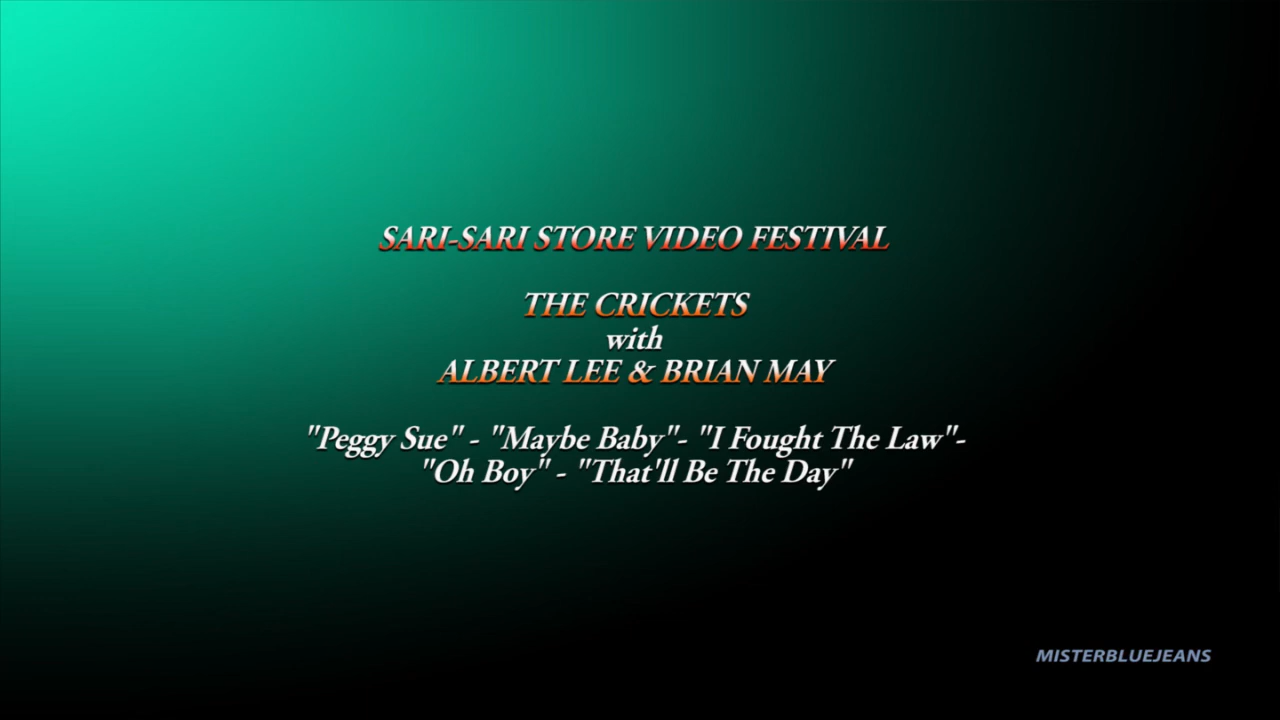 SARI-SARI STORE VIDEO FESTIVAL
THE CRICKETS
with
ALBERT LEE & BRIAN MAY
"Peggy Sue" - "Maybe Baby"- "I Fought The Law"-
"Oh Boy" - "That'll Be The Day"
MISTERBLUEJEANS